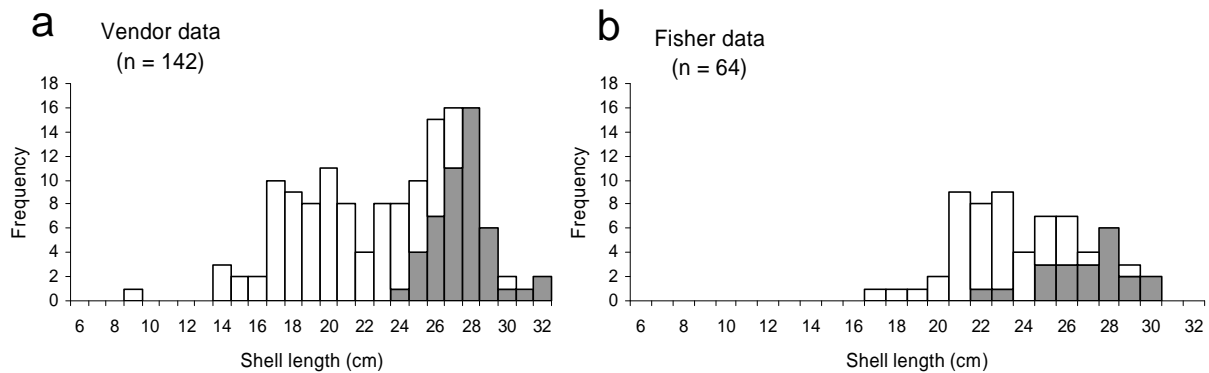 a
Vendor data
(n = 142)
18
16
14
12
10
8
6
4
2
0
Frequency
6 8 10 12 14 16 18 20 22 24 26 28 30 32
Shell length (cm)
b
Fisher data
(n = 64)
18
16
14
12
10
8
6
4
2
0
Frequency
6 8 10 12 14 16 18 20 22 24 26 28 30 32
Shell length (cm)